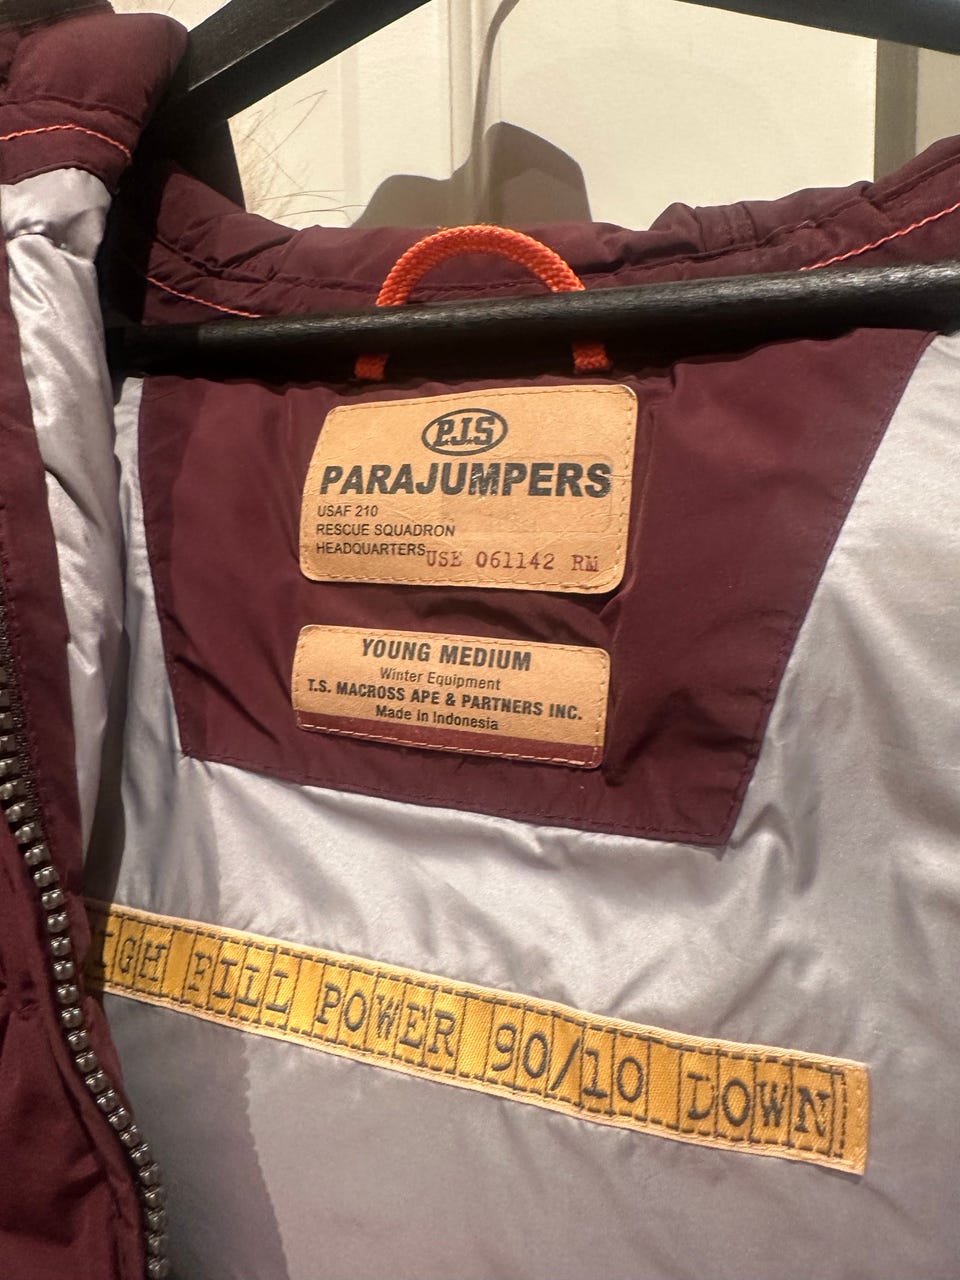 P.J.S
PARAJUMPERS
USAF 210
RESCUE SQUADRON
HEADQUARTERS USE 061142 RM
YOUNG MEDIUM
Winter Equipment
T.S. MACROSS APE & PARTNERS INC.
Made in Indonesia
IGH FILL POWER 90/10 DOWN